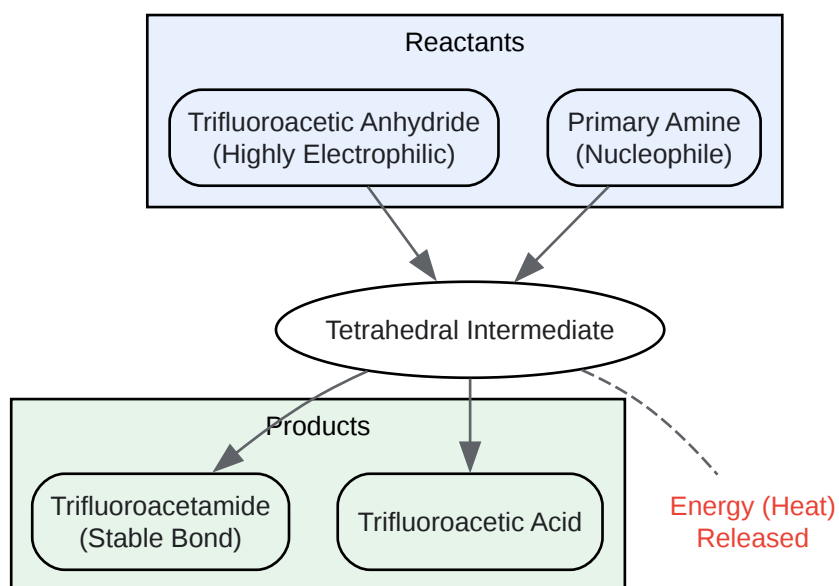 Reactants
Trifluoroacetic Anhydride
(Highly Electrophilic)
Primary Amine
(Nucleophile)
Tetrahedral Intermediate
Products
Trifluoroacetamide
(Stable Bond)
Trifluoroacetic Acid
Energy (Heat)
Released